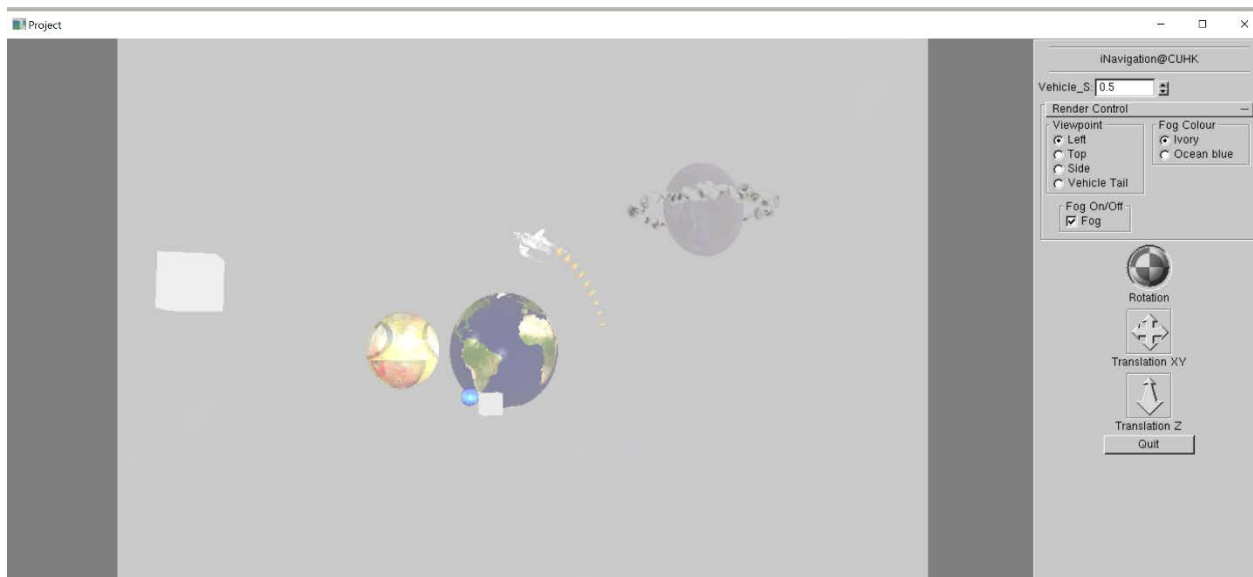 Project
iNavigation@CUHK
Vehicle_S: 0.5
Render Control
Viewpoint
Left
Top
Side
Vehicle Tail
Fog Colour
Ivory
Ocean blue
Fog On/Off
Fog
Rotation
Translation XY
Translation Z
Quit